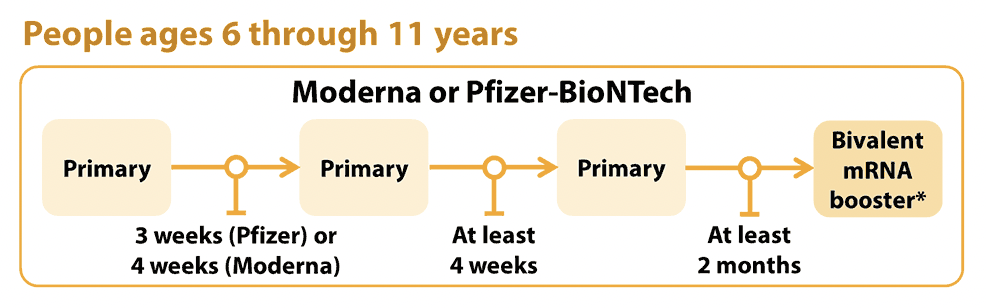 People ages 6 through 11 years
Moderna or Pfizer-BioNTech
Primary
Primary
Primary
Bivalent
mRNA
booster*
3 weeks (Pfizer) or
4 weeks (Moderna)
At least
4 weeks
At least
2 months